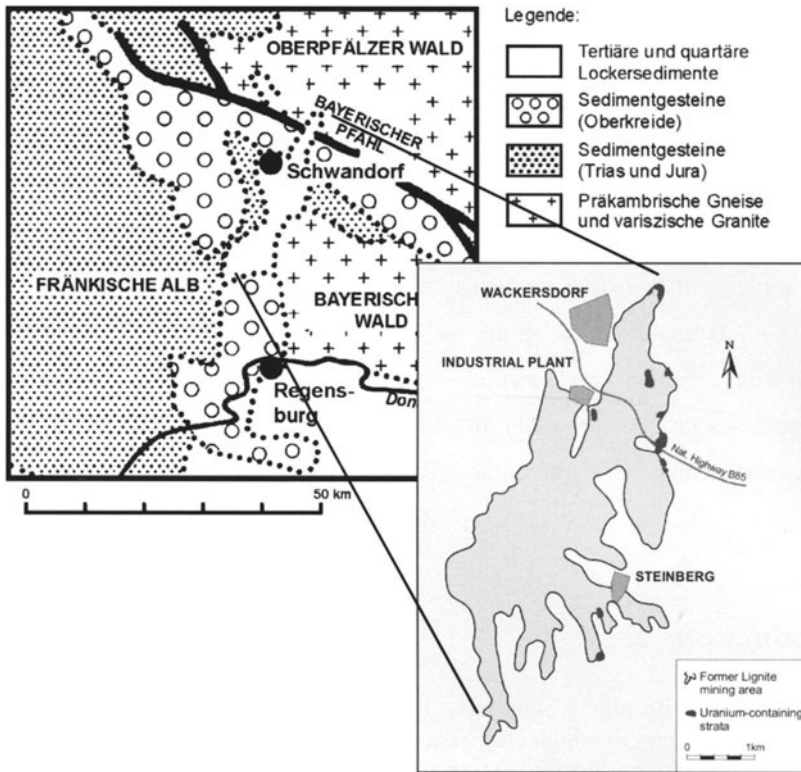 OBERPFÄLZER WALD
BAYERISCHER
PFAHL
Schwandorf
FRÄNKISCHE ALB
BAYERISCH
WALD
Regens-
burg
Don
0
50 km
Legende:
Tertiäre und quartäre
Lockersedimente
Sedimentgesteine
(Oberkreide)
Sedimentgesteine
(Trias und Jura)
Präkambrische Gneise
und variszische Granite
WACKERSDORF
N
INDUSTRIAL PLANT
Nat. Highway B85
STEINBERG
Former Lignite
mining area
Uranium-containing
strata
0
1km